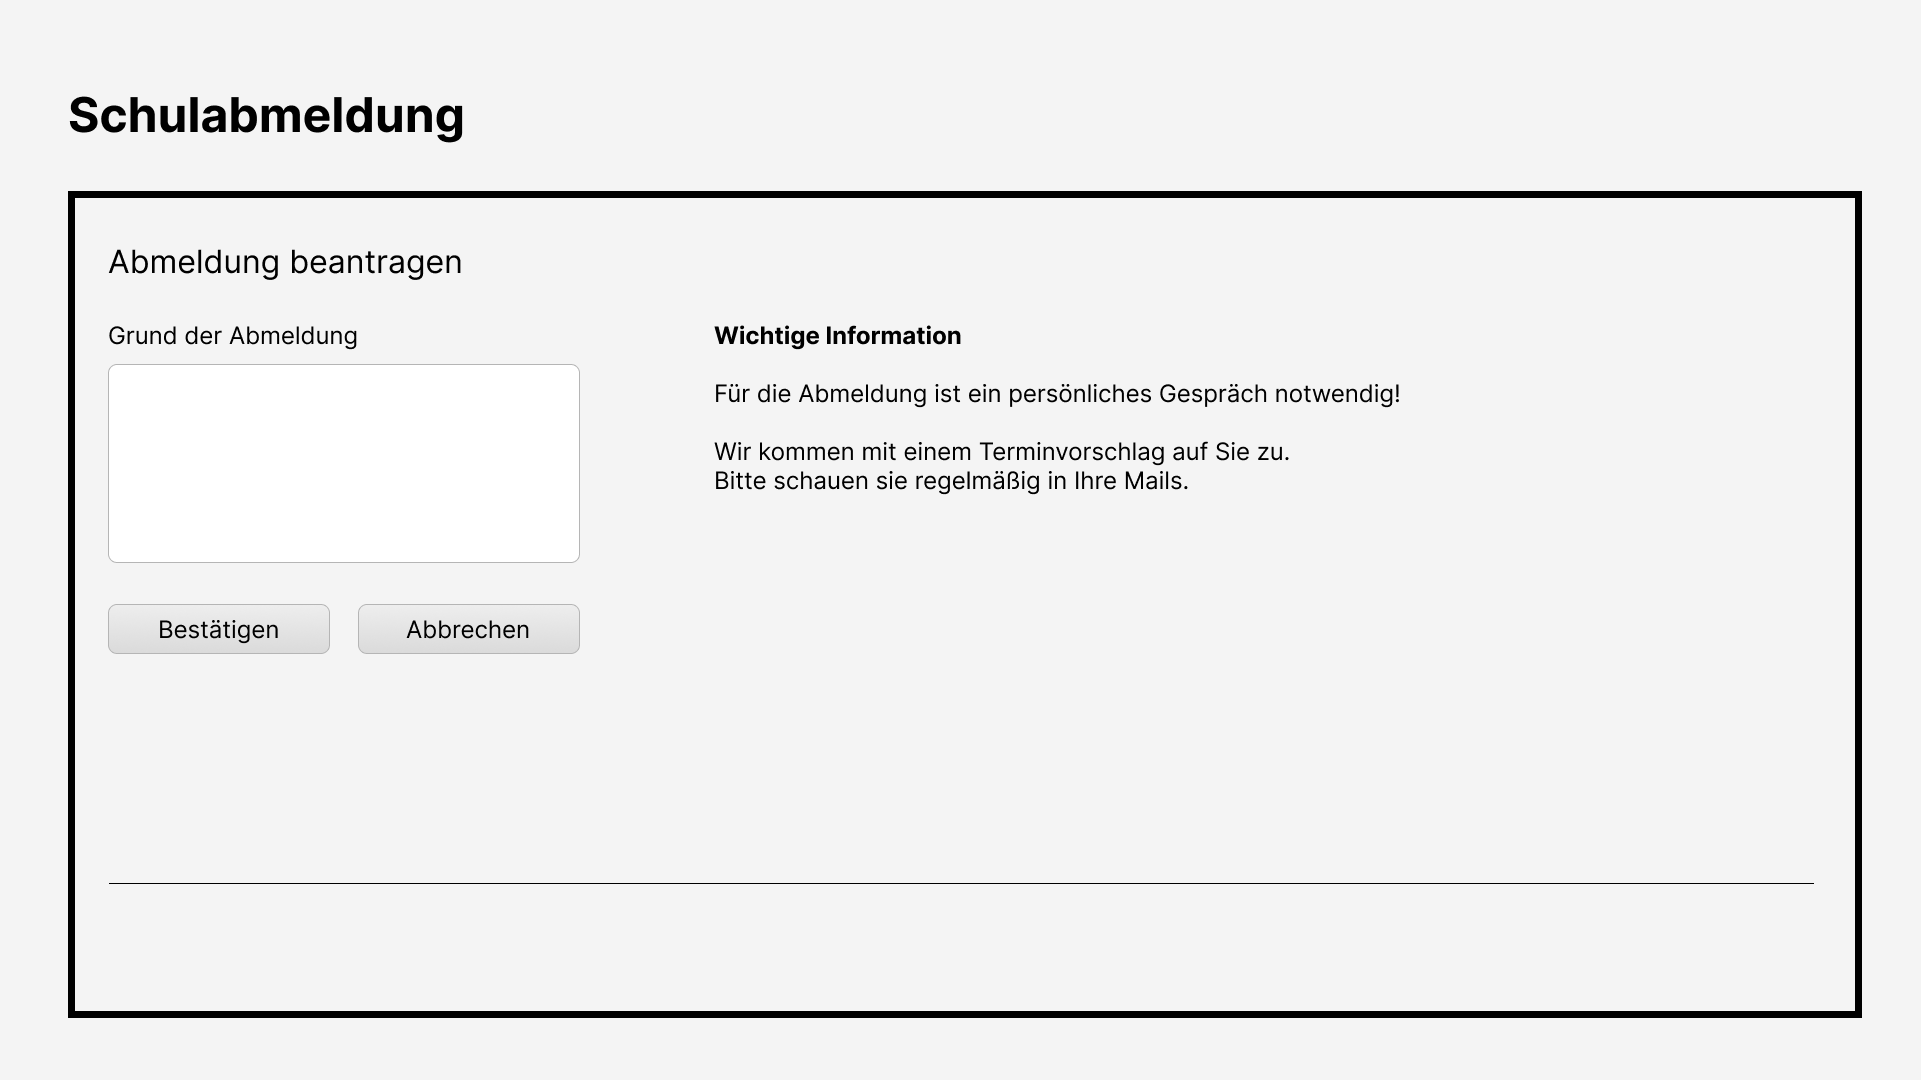 Schulabmeldung
Abmeldung beantragen
Grund der Abmeldung
Bestätigen
Abbrechen
Wichtige Information
Für die Abmeldung ist ein persönliches Gespräch notwendig!
Wir kommen mit einem Terminvorschlag auf Sie zu.
Bitte schauen sie regelmäßig in Ihre Mails.